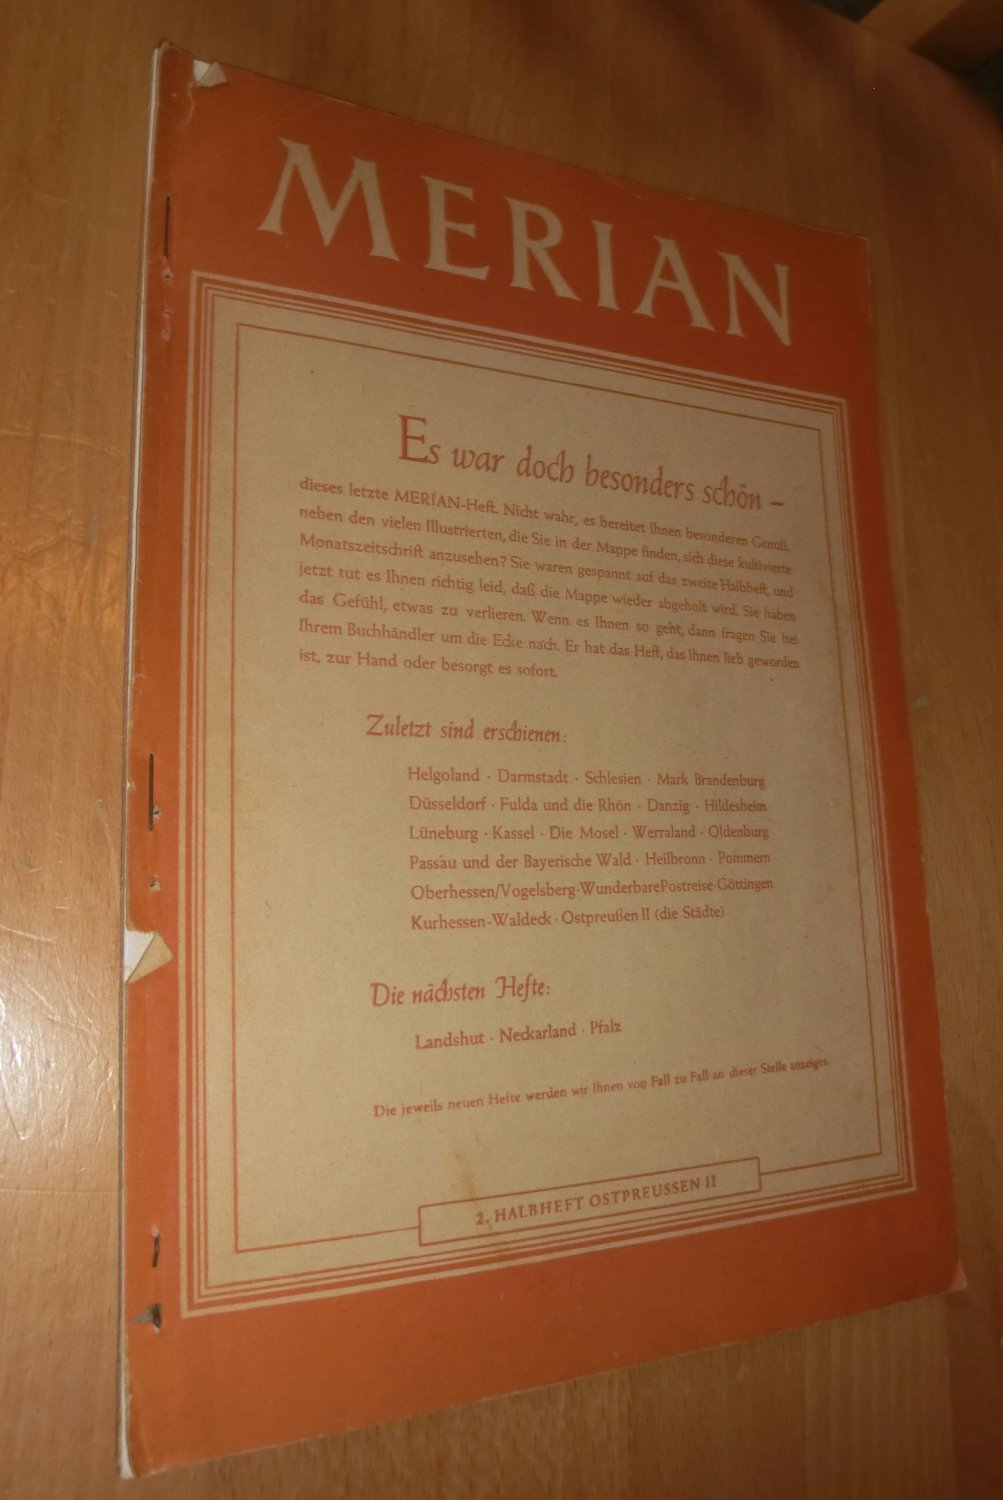 MERIAN
Es war doch besonders schön –
dieses letzte MERIAN-Heft. Nicht wahr, es bereitet Ihnen besonderen Genuß,
neben den vielen Illustrierten, die Sie in der Mappe finden, sich diese kultivierte
Monatszeitschrift anzusehen? Sie waren gespannt auf das zweite Halbheft, und
jetzt tut es Ihnen richtig leid, daß die Mappe wieder abgeholt wird. Sie haben
das Gefühl, etwas zu verlieren. Wenn es Ihnen so geht, dann fragen Sie bei
Ihrem Buchhändler um die Ecke nach. Er hat das Heft, das Ihnen lieb geworden
ist, zur Hand oder besorgt es sofort.
Zuletzt sind erschienen:
Helgoland · Darmstadt · Schlesien · Mark Brandenburg
Düsseldorf · Fulda und die Rhön · Danzig · Hildesheim
Lüneburg · Kassel · Die Mosel · Werraland · Oldenburg
Passau und der Bayerische Wald · Heilbronn · Pommern
Oberhessen/Vogelsberg · Wunderbare Postreise · Göttingen
Kurhessen-Waldeck · Ostpreußen II (die Städte)
Die nächsten Hefte:
Landshut · Neckarland · Pfalz
Die jeweils neuen Hefte werden wir Ihnen von Fall zu Fall an dieser Stelle anzeigen
2. HALBHEFT OSTPREUSSEN II